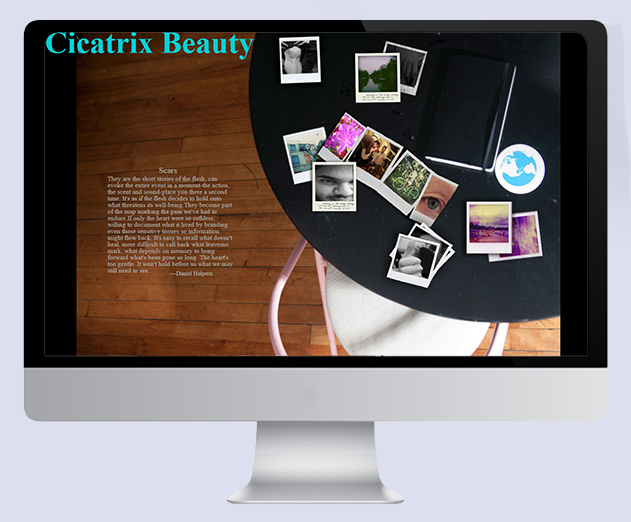 Cicatrix Beauty
Scars
They are the short stories of the flesh, can
evoke the entire event in a moment-the action,
the scent and sound-place you there a second
time. It's as if the flesh decides to hold onto
what threatens its well-being. They become part
of the map marking the pain we've had to
endure. If only the heart were so ruthless,
willing to document what it loved by branding
even those sensitive tissues so information
might flow back. It's easy to recall what doesn't
heal, more difficult to call back what leaves no
mark, what depends on memory to bring
forward what's been gone so long. The heart's
too gentle. It won't hold before us what we may
still need to see.
—Daniel Halpern